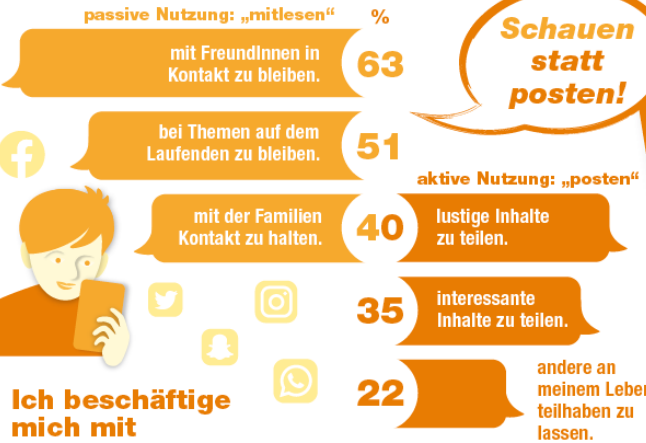 passive Nutzung: „mitlesen“ %
Schauen
statt
posten!
mit FreundInnen in
Kontakt zu bleiben.
63
bei Themen auf dem
Laufenden zu bleiben.
51
aktive Nutzung: „posten“
mit der Familien
Kontakt zu halten.
40
lustige Inhalte
zu teilen.
35
interessante
Inhalte zu teilen.
22
andere an
meinem Leben
teilhaben zu
lassen.
Ich beschäftige
mich mit